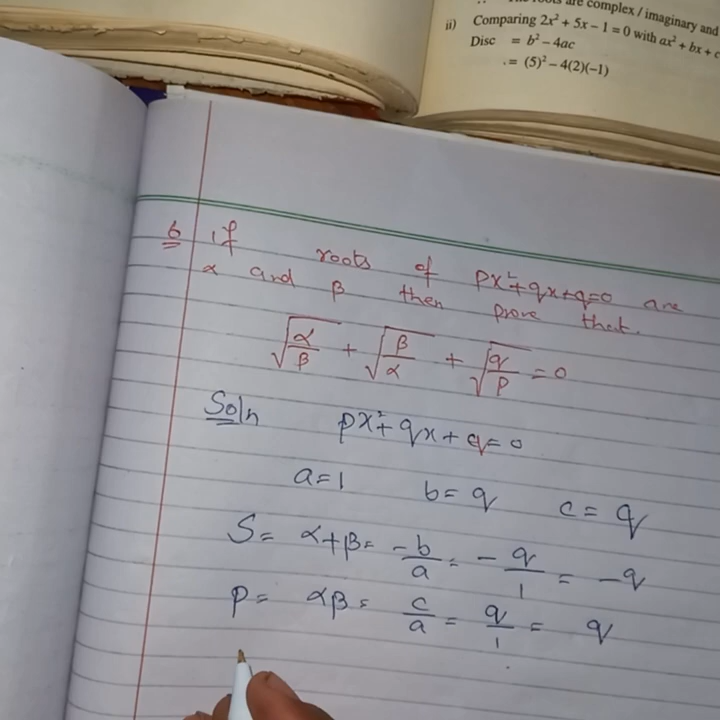 are complex / imaginary and
ii) Comparing 2x² + 5x − 1 = 0 with ax² + bx + c
Disc = b² − 4ac
= (5)² − 4(2)(−1)
6 If roots of px²+qx+q=0 are
α and β then prove that.
√(α/β) + √(β/α) + √(q/p) = 0
Soln px²+qx+q=0
a=1 b=q c=q
S= α+β= -b/a = -q/1 = -q
P= αβ= c/a = q/1 = q